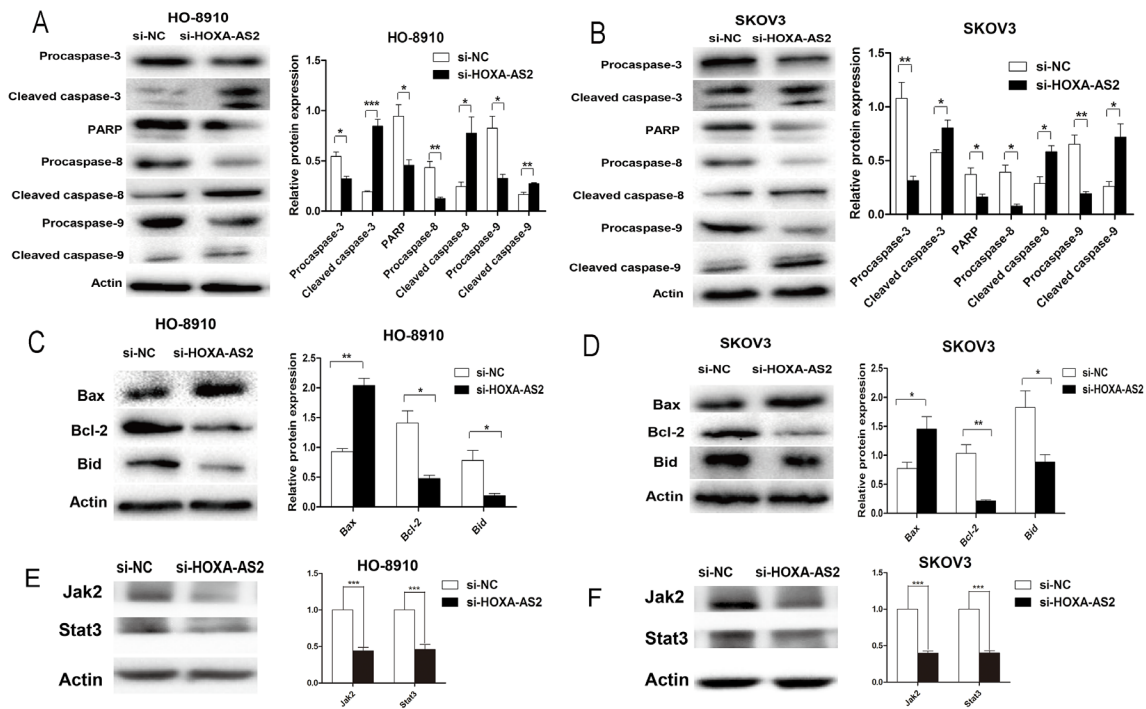 A
HO-8910
si-NC si-HOXA-AS2
Procaspase-3
Cleaved caspase-3
PARP
Procaspase-8
Cleaved caspase-8
Procaspase-9
Cleaved caspase-9
Actin
HO-8910
si-NC
si-HOXA-AS2
Relative protein expression
1.5
1.0
0.5
0.0
* *** * ** * * **
Procaspase-3
Cleaved caspase-3
PARP
Procaspase-8
Cleaved caspase-8
Procaspase-9
Cleaved caspase-9
B
SKOV3
si-NC si-HOXA-AS2
Procaspase-3
Cleaved caspase-3
PARP
Procaspase-8
Cleaved caspase-8
Procaspase-9
Cleaved caspase-9
Actin
SKOV3
si-NC
si-HOXA-AS2
Relative protein expression
1.5
1.0
0.5
0.0
** * * * * ** *
Procaspase-3
Cleaved caspase-3
PARP
Procaspase-8
Cleaved caspase-8
Procaspase-9
Cleaved caspase-9
C
HO-8910
si-NC si-HOXA-AS2
Bax
Bcl-2
Bid
Actin
HO-8910
si-NC
si-HOXA-AS2
Relative protein expression
2.5
2.0
1.5
1.0
0.5
0.0
** * *
Bax
Bcl-2
Bid
D
SKOV3
si-NC si-HOXA-AS2
Bax
Bcl-2
Bid
Actin
SKOV3
si-NC
si-HOXA-AS2
Relative protein expression
2.5
2.0
1.5
1.0
0.5
0.0
* ** *
Bax
Bcl-2
Bid
E
si-NC si-HOXA-AS2
Jak2
Stat3
Actin
HO-8910
si-NC
si-HOXA-AS2
1.5
1.0
0.5
0.0
*** ***
Jak2
Stat3
F
si-NC si-HOXA-AS2
Jak2
Stat3
Actin
SKOV3
si-NC
si-HOXA-AS2
1.5
1.0
0.5
0.0
*** ***
Jak2
Stat3